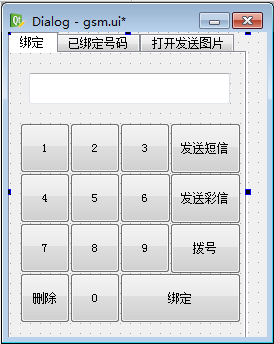 Dialog - gsm.ui*
绑定 已绑定号码 打开发送图片
1 2 3 发送短信
4 5 6 发送彩信
7 8 9 拨号
删除 0 绑定